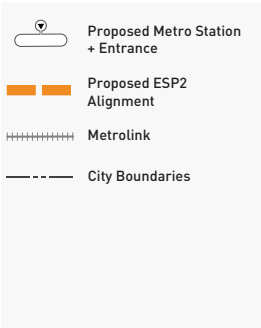 Proposed Metro Station
+ Entrance
Proposed ESP2
Alignment
Metrolink
City Boundaries